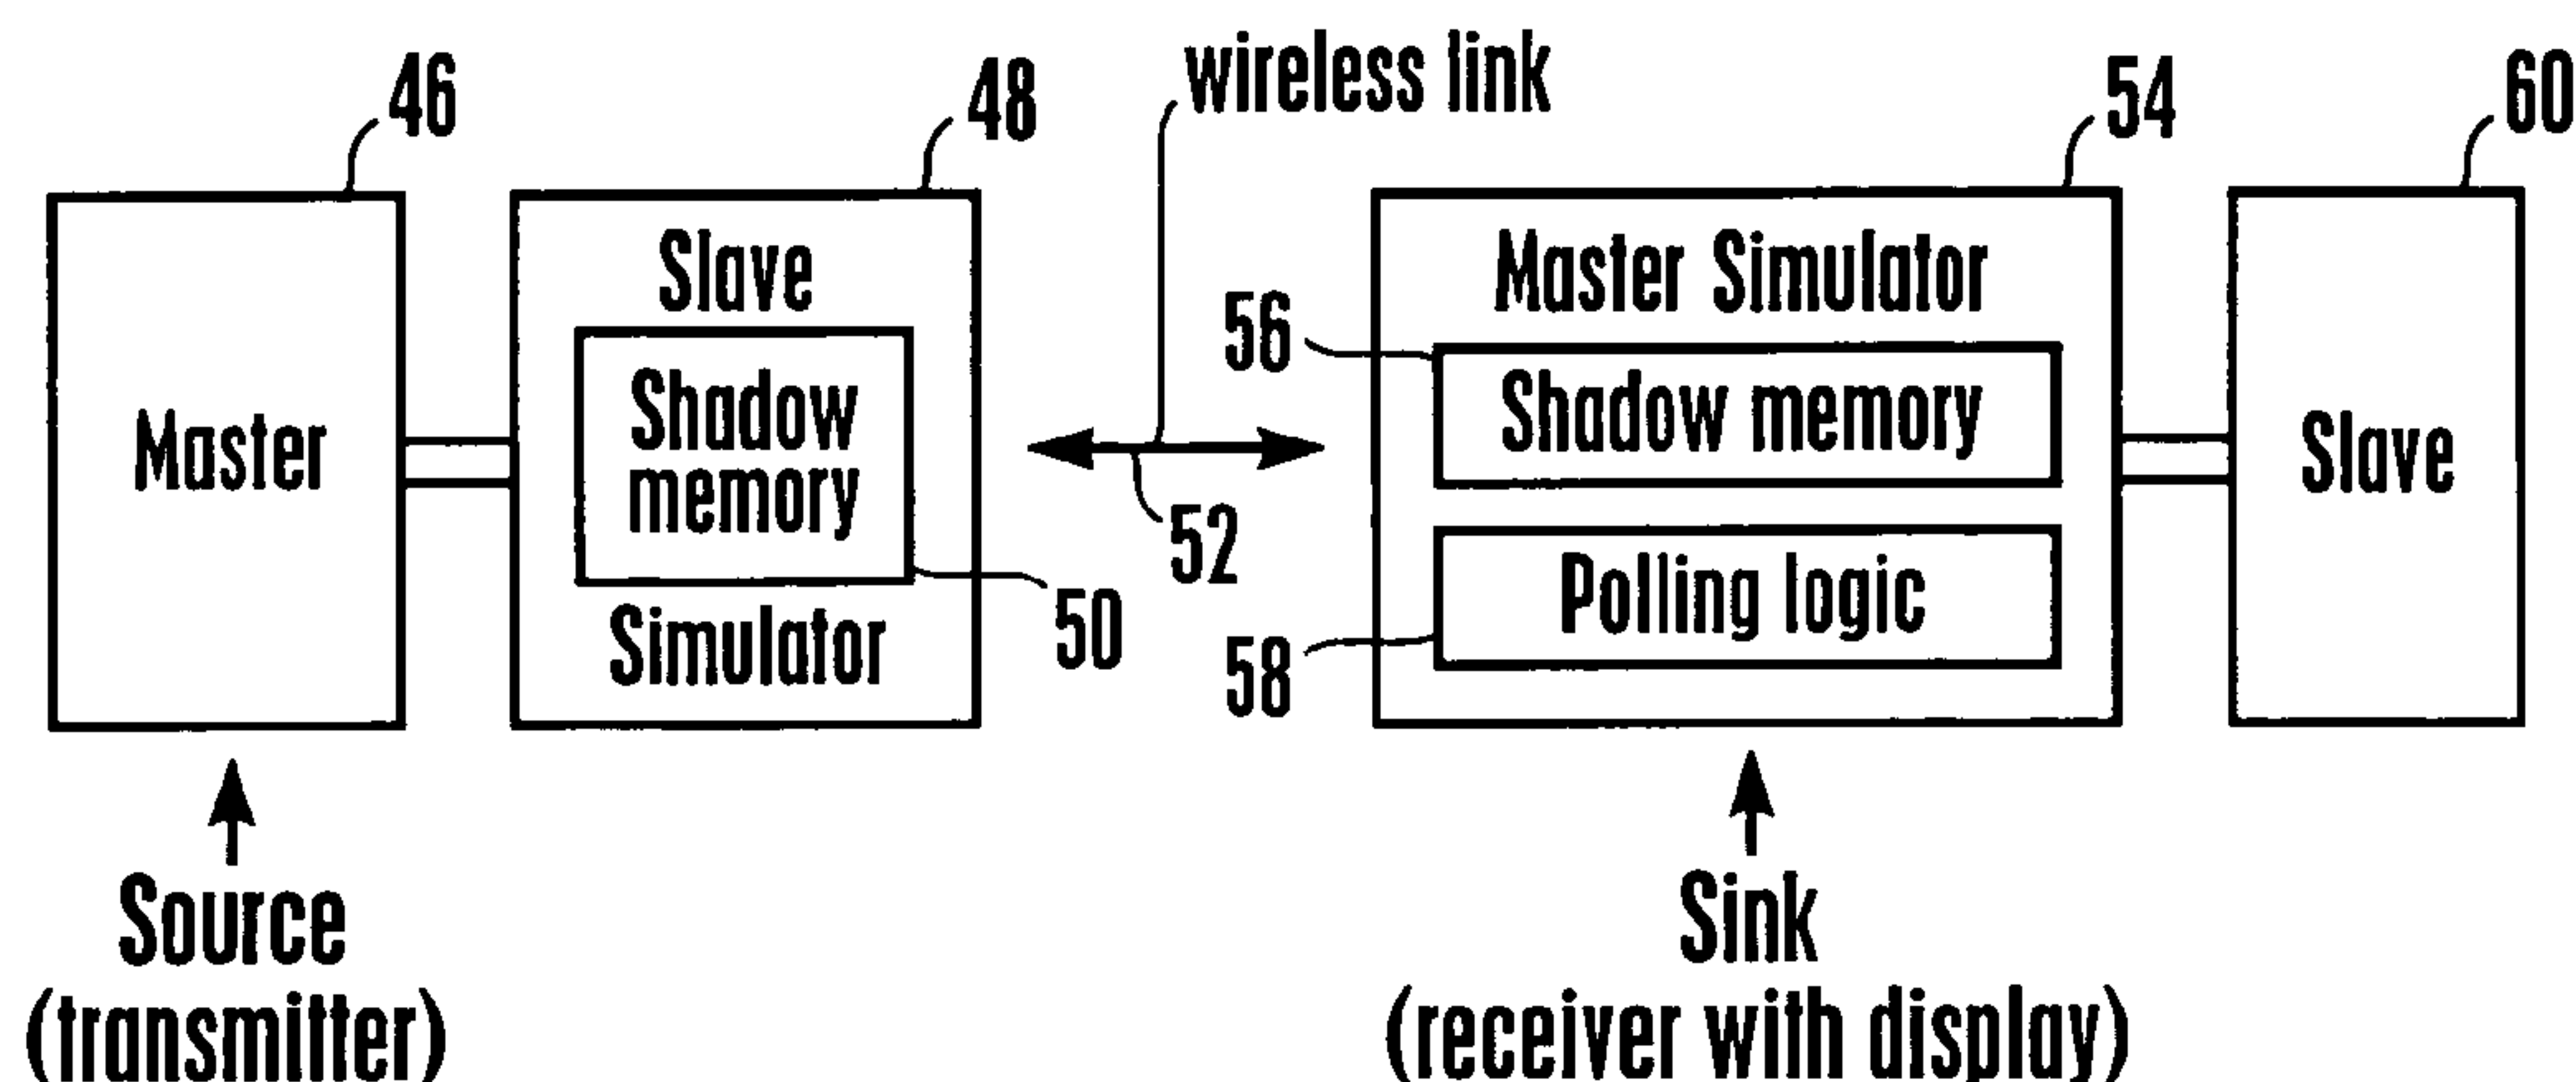 46
48
wireless link
54
60
Master
Slave
Shadow
memory
Simulator
50
52
Master Simulator
56
Shadow memory
58
Polling logic
Slave
Source
(transmitter)
Sink
(receiver with display)